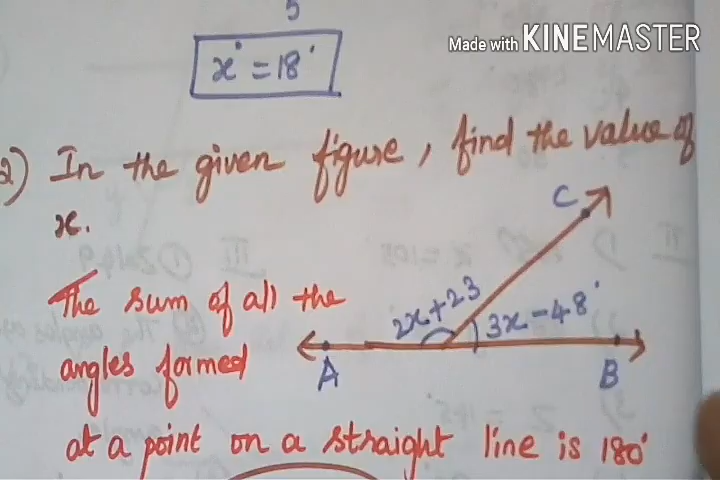 5
x° = 18°
Made with KINEMASTER
2) In the given figure, find the value of
x.
C
The sum of all the
2x+23 3x-48°
angles formed
A B
at a point on a straight line is 180°